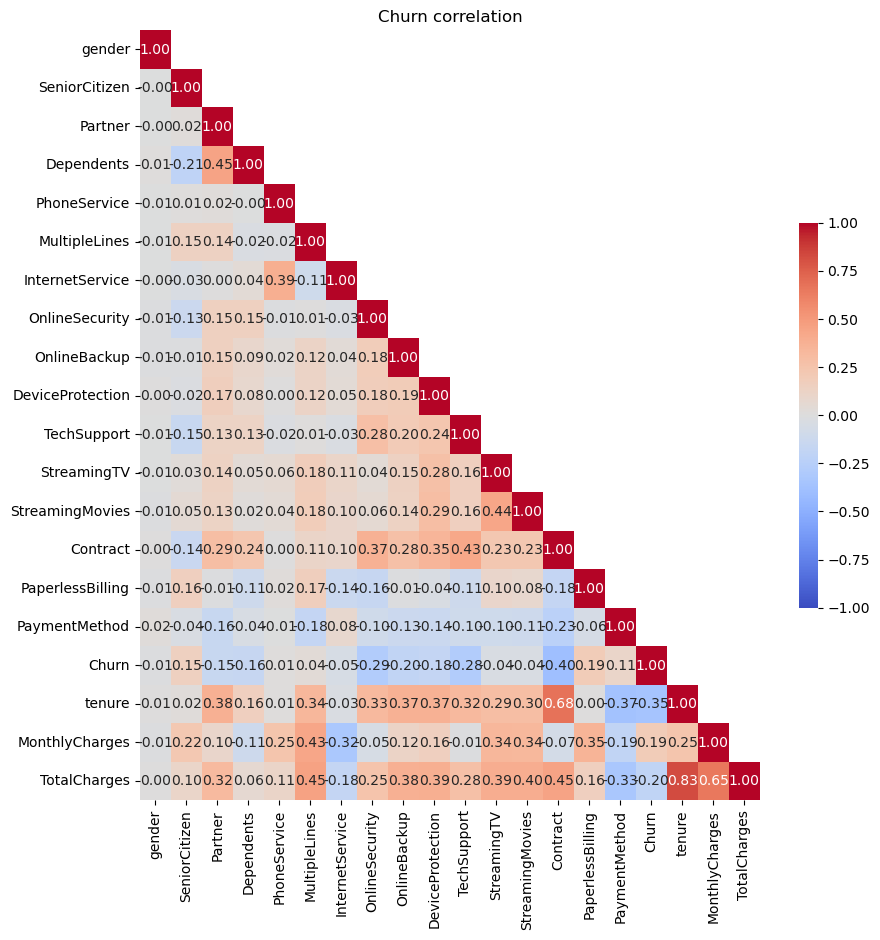 Churn correlation
gender 1.00
SeniorCitizen -0.00 1.00
Partner -0.00 0.02 1.00
Dependents 0.01 -0.21 0.45 1.00
PhoneService -0.01 0.01 0.02 -0.00 1.00
MultipleLines -0.01 0.15 0.14 -0.02 -0.02 1.00
InternetService -0.00 -0.03 0.00 0.04 0.39 -0.11 1.00
OnlineSecurity -0.01 -0.13 0.15 0.15 -0.01 0.01 -0.03 1.00
OnlineBackup -0.01 -0.01 0.15 0.09 0.02 0.12 0.04 0.18 1.00
DeviceProtection -0.00 -0.02 0.17 0.08 0.00 0.12 0.05 0.18 0.19 1.00
TechSupport -0.01 -0.15 0.13 0.13 -0.02 0.01 -0.03 0.28 0.20 0.24 1.00
StreamingTV -0.01 0.03 0.14 0.05 0.06 0.18 0.11 0.04 0.15 0.28 0.16 1.00
StreamingMovies -0.01 0.05 0.13 0.02 0.04 0.18 0.10 0.06 0.14 0.29 0.16 0.44 1.00
Contract 0.00 -0.14 0.29 0.24 0.00 0.11 0.10 0.37 0.28 0.35 0.43 0.23 0.23 1.00
PaperlessBilling -0.01 0.16 -0.01 -0.11 0.02 0.17 -0.14 -0.16 -0.01 -0.04 -0.11 0.10 0.08 -0.18 1.00
PaymentMethod 0.02 -0.04 -0.16 -0.04 -0.01 -0.18 0.08 -0.10 -0.13 -0.14 -0.10 -0.10 -0.11 -0.23 -0.06 1.00
Churn -0.01 0.15 -0.15 -0.16 0.01 0.04 -0.05 -0.29 -0.20 -0.18 -0.28 -0.04 -0.04 -0.40 0.19 0.11 1.00
tenure 0.01 0.02 0.38 0.16 0.01 0.34 -0.03 0.33 0.37 0.37 0.32 0.29 0.30 0.68 0.00 -0.37 -0.35 1.00
MonthlyCharges -0.01 0.22 0.10 -0.11 0.25 0.43 -0.32 -0.05 0.12 0.16 -0.01 0.34 0.34 -0.07 0.35 -0.19 0.19 0.25 1.00
TotalCharges 0.00 0.10 0.32 0.06 0.11 0.45 -0.18 0.25 0.38 0.39 0.28 0.39 0.40 0.45 0.16 -0.33 -0.20 0.83 0.65 1.00
gender
SeniorCitizen
Partner
Dependents
PhoneService
MultipleLines
InternetService
OnlineSecurity
OnlineBackup
DeviceProtection
TechSupport
StreamingTV
StreamingMovies
Contract
PaperlessBilling
PaymentMethod
Churn
tenure
MonthlyCharges
TotalCharges
1.00
0.75
0.50
0.25
0.00
−0.25
−0.50
−0.75
−1.00